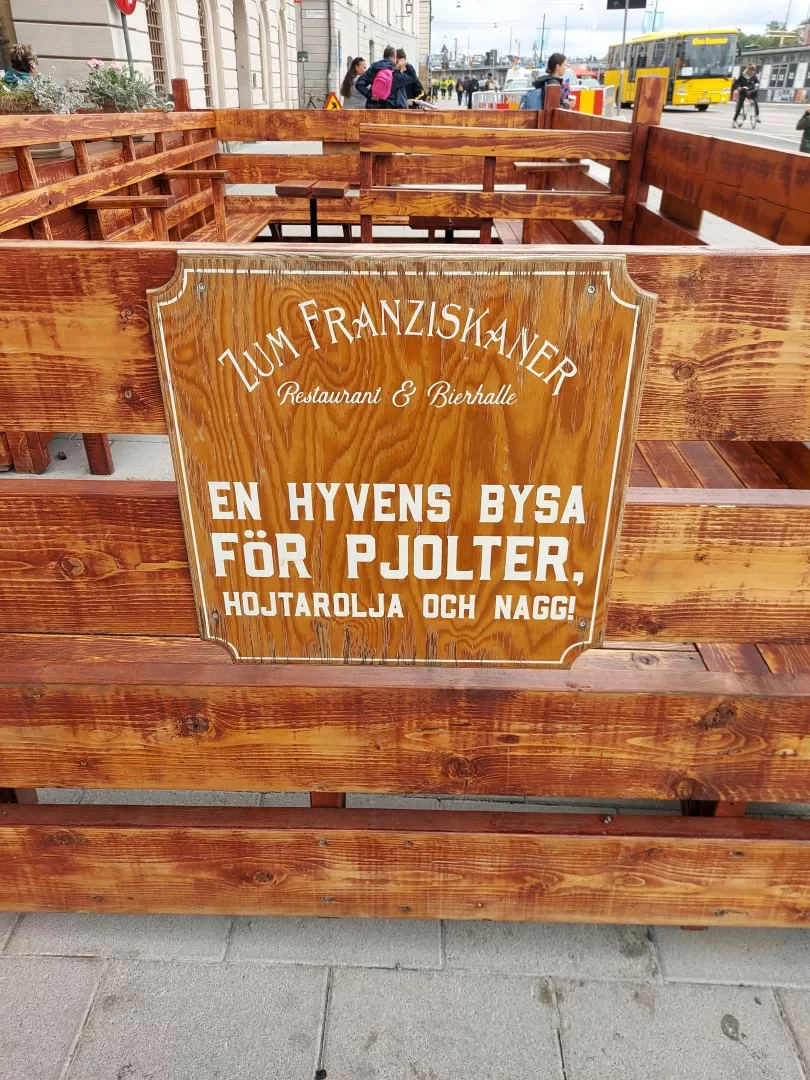 Zum Franziskaner
Restaurant & Bierhalle
EN HYVENS BYSA
FÖR PJOLTER,
HOJTAROLJA OCH NAGG!